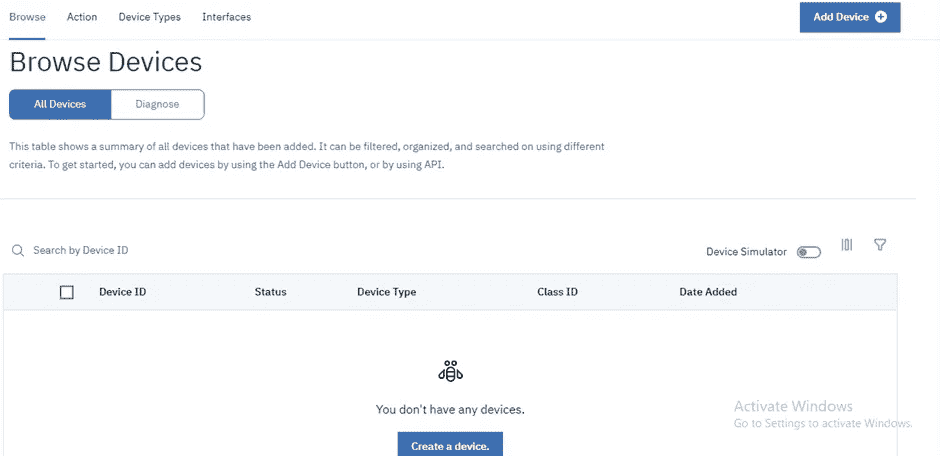 Browse Action Device Types Interfaces Add Device
Browse Devices
All Devices Diagnose
This table shows a summary of all devices that have been added. It can be filtered, organized, and searched on using different
criteria. To get started, you can add devices by using the Add Device button, or by using API.
Search by Device ID Device Simulator
Device ID Status Device Type Class ID Date Added
You don't have any devices.
Activate Windows
Go to Settings to activate Windows.
Create a device.